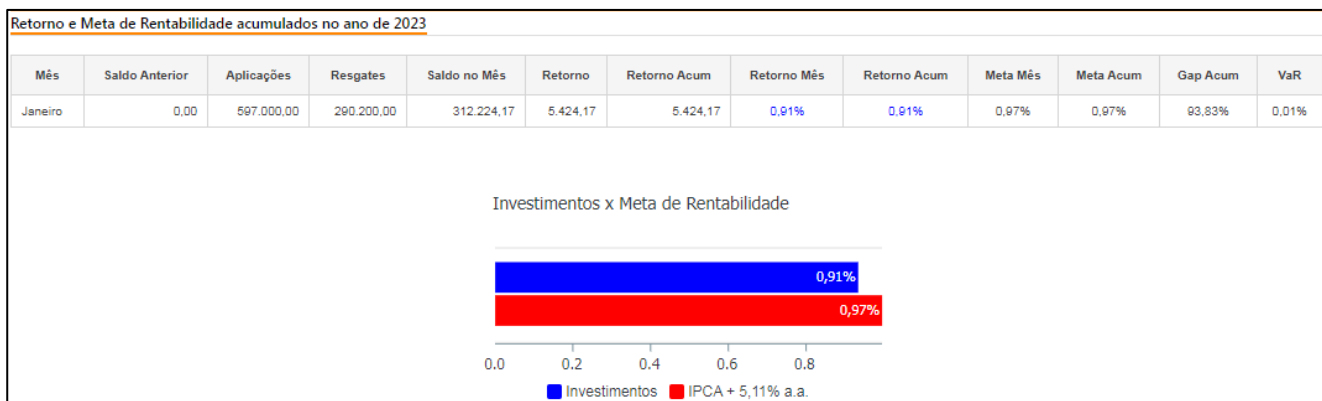 Retorno e Meta de Rentabilidade acumulados no ano de 2023
Mês Saldo Anterior Aplicações Resgates Saldo no Mês Retorno Retorno Acum Retorno Mês Retorno Acum Meta Mês Meta Acum Gap Acum VaR
Janeiro 0,00 597.000,00 290.200,00 312.224,17 5.424,17 5.424,17 0,91% 0,91% 0,97% 0,97% 93,83% 0,01%
Investimentos x Meta de Rentabilidade
0,91%
0,97%
0.0 0.2 0.4 0.6 0.8
Investimentos IPCA + 5,11% a.a.